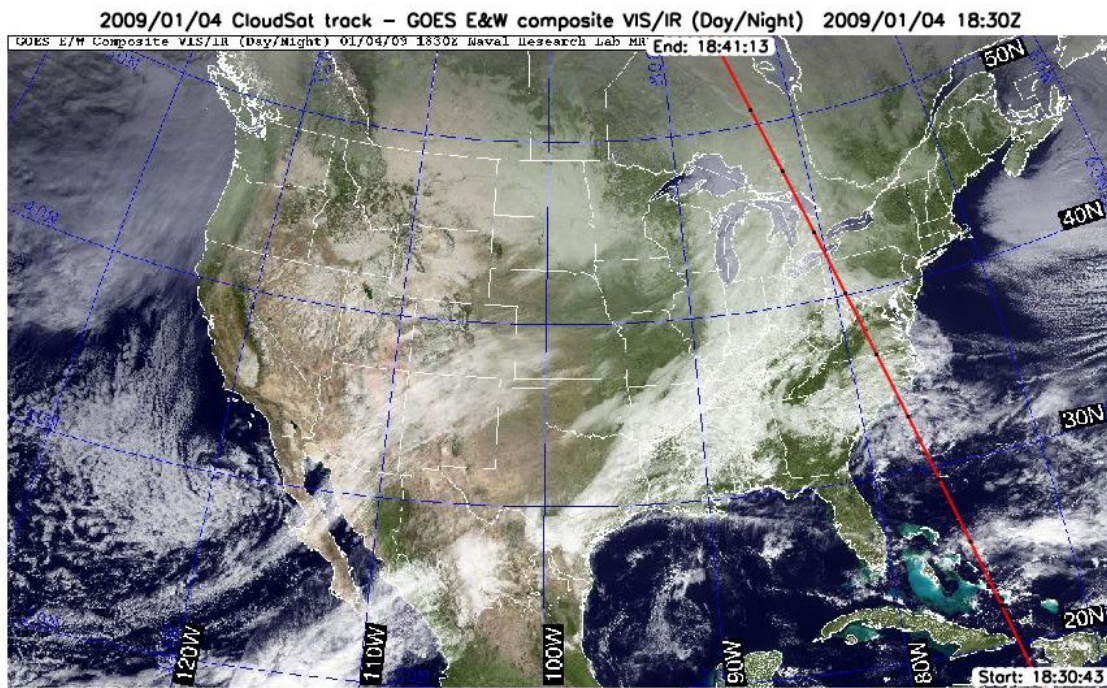 2009/01/04 CloudSat track - GOES E&W composite VIS/IR (Day/Night) 2009/01/04 18:30Z
GOES E/W Composite VIS/IR (Day/Night) 01/04/09 1830Z Naval Research Lab MR
End: 18:41:13
50N
40N
40N
30N
20N
120W
110W
100W
90W
80W
Start: 18:30:43